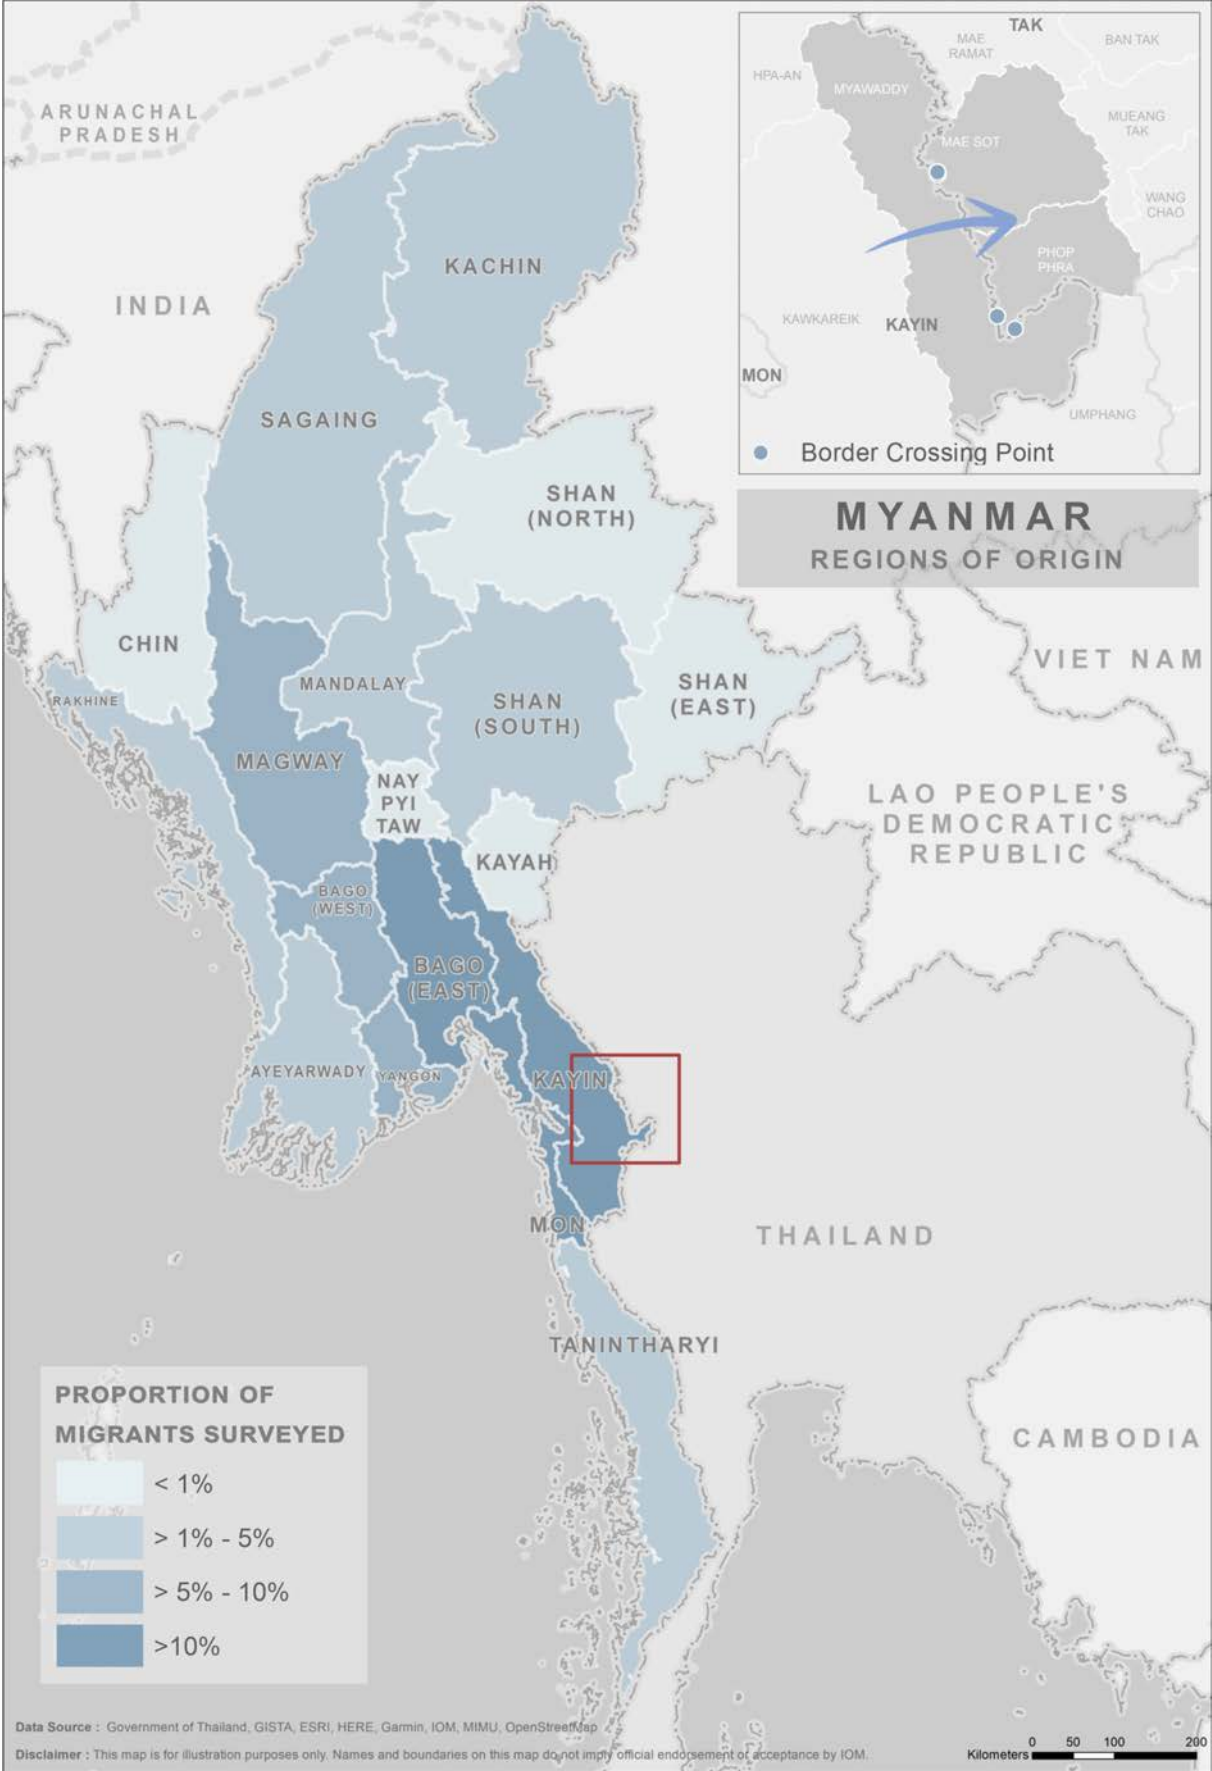 ARUNACHAL
PRADESH
INDIA
KACHIN
SAGAING
SHAN
(NORTH)
CHIN
RAKHINE
MANDALAY
SHAN
(SOUTH)
SHAN
(EAST)
MAGWAY
NAY
PYI
TAW
KAYAH
BAGO
(WEST)
BAGO
(EAST)
AYEYARWADY
YANGON
KAYIN
MON
TANINTHARYI
VIET NAM
LAO PEOPLE'S
DEMOCRATIC
REPUBLIC
THAILAND
CAMBODIA
TAK
MAE
RAMAT
BAN TAK
HPA-AN
MYAWADDY
MUEANG
TAK
MAE SOT
WANG
CHAO
PHOP
PHRA
KAWKAREIK
KAYIN
MON
UMPHANG
Border Crossing Point
MYANMAR
REGIONS OF ORIGIN
PROPORTION OF
MIGRANTS SURVEYED
< 1%
> 1% - 5%
> 5% - 10%
>10%
Data Source : Government of Thailand, GISTA, ESRI, HERE, Garmin, IOM, MIMU, OpenStreetMap
Disclaimer : This map is for illustration purposes only. Names and boundaries on this map do not imply official endorsement or acceptance by IOM.
Kilometers 0 50 100 200